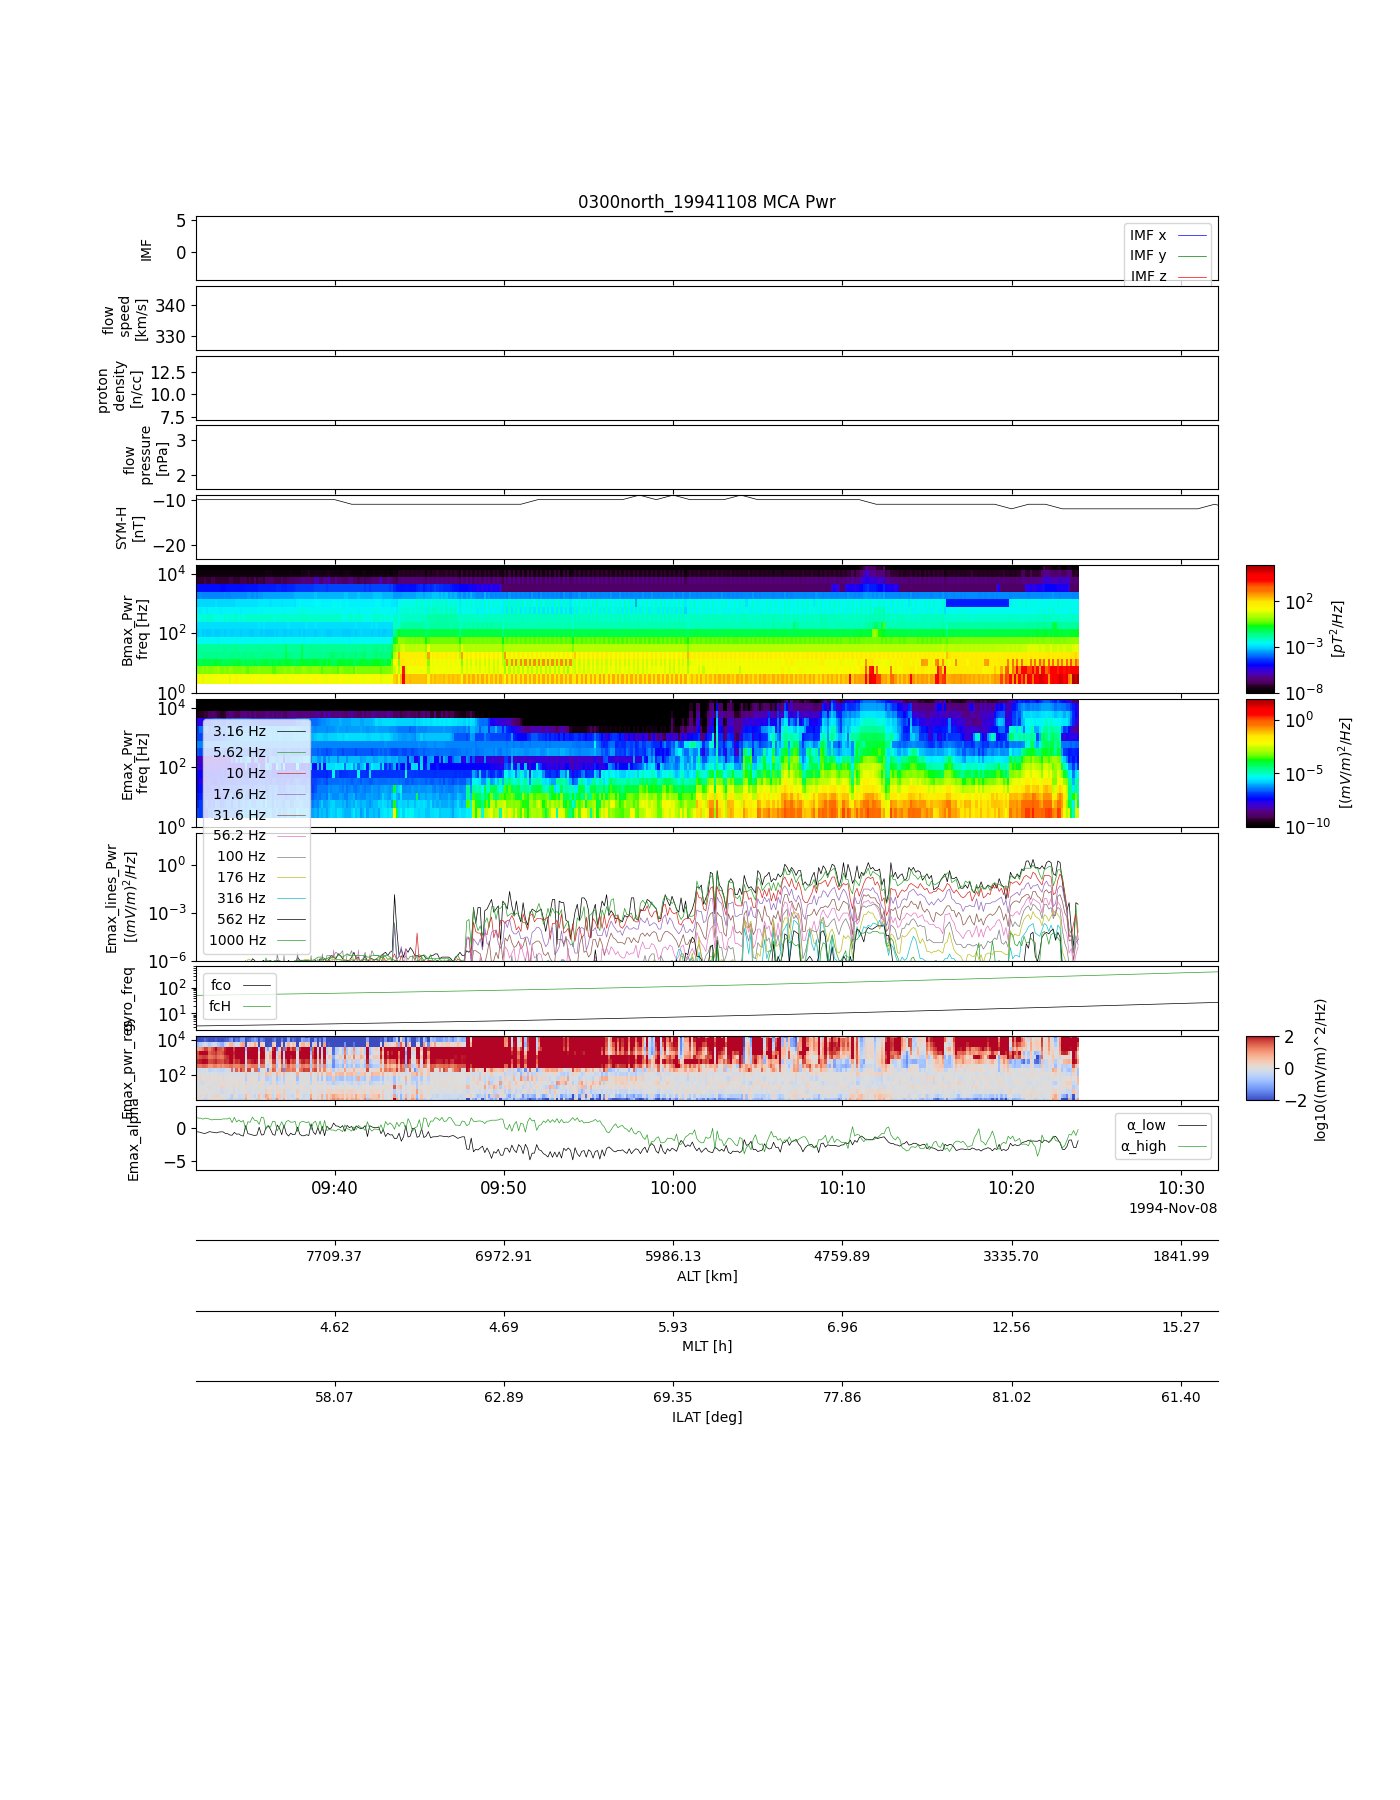 0300north_19941108 MCA Pwr
5
0
IMF
IMF x
IMF y
IMF z
340
330
flow
speed
[km/s]
12.5
10.0
7.5
proton
density
[n/cc]
3
2
flow
pressure
[nPa]
−10
−20
SYM-H
[nT]
10^4
10^2
10^0
Bmax_Pwr
freq [Hz]
10^2
10^−3
10^−8
[pT^2/Hz]
10^4
10^2
10^0
Emax_Pwr
freq [Hz]
10^0
10^−5
10^−10
[(mV/m)^2/Hz]
3.16 Hz
5.62 Hz
10 Hz
17.6 Hz
31.6 Hz
56.2 Hz
100 Hz
176 Hz
316 Hz
562 Hz
1000 Hz
10^0
10^−3
10^−6
Emax_lines_Pwr
[(mV/m)^2/Hz]
10^2
10^1
gyro_freq
fco
fcH
10^4
10^2
Emax_pwr_reg
2
0
−2
log10((mV/m)^2/Hz)
0
−5
Emax_alpha
α_low
α_high
09:40 09:50 10:00 10:10 10:20 10:30
1994-Nov-08
7709.37 6972.91 5986.13 4759.89 3335.70 1841.99
ALT [km]
4.62 4.69 5.93 6.96 12.56 15.27
MLT [h]
58.07 62.89 69.35 77.86 81.02 61.40
ILAT [deg]